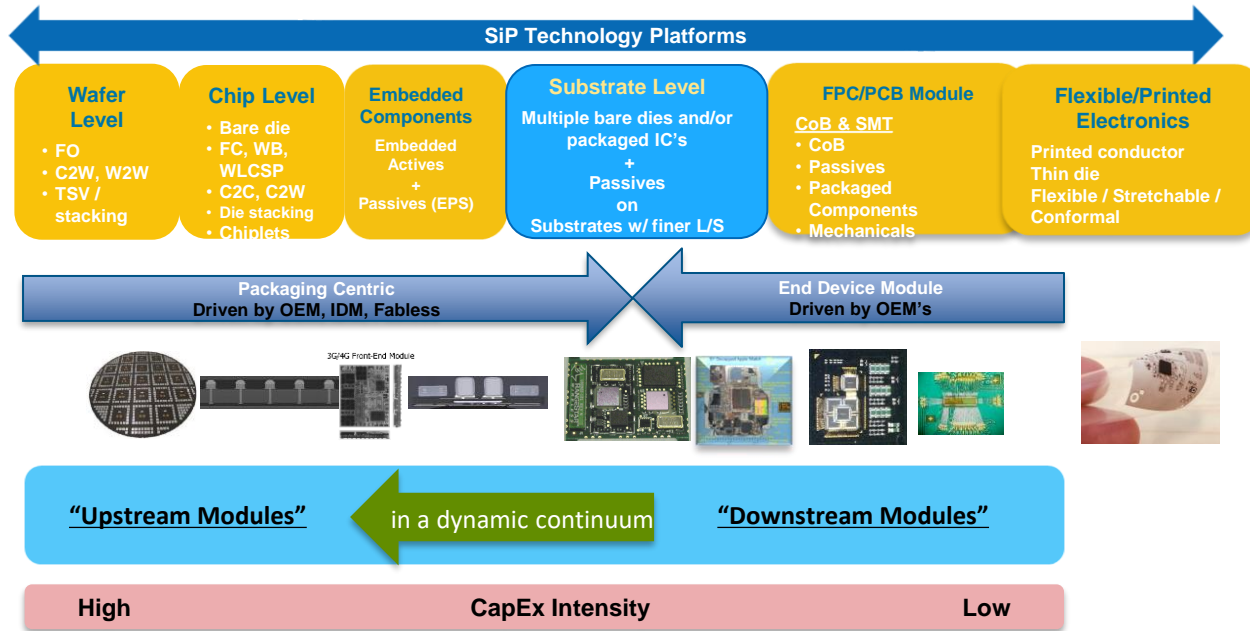 SiP Technology Platforms
Wafer
Level
• FO
• C2W, W2W
• TSV /
stacking
Chip Level
• Bare die
• FC, WB,
WLCSP
• C2C, C2W
• Die stacking
• Chiplets
Embedded
Components
Embedded
Actives
+
Passives (EPS)
Substrate Level
Multiple bare dies and/or
packaged IC's
+
Passives
on
Substrates w/ finer L/S
FPC/PCB Module
CoB & SMT
• CoB
• Passives
• Packaged
Components
• Mechanicals
Flexible/Printed
Electronics
Printed conductor
Thin die
Flexible / Stretchable /
Conformal
Packaging Centric
Driven by OEM, IDM, Fabless
End Device Module
Driven by OEM's
3G/4G Front-End Module
"Upstream Modules"
in a dynamic continuum
"Downstream Modules"
High
CapEx Intensity
Low